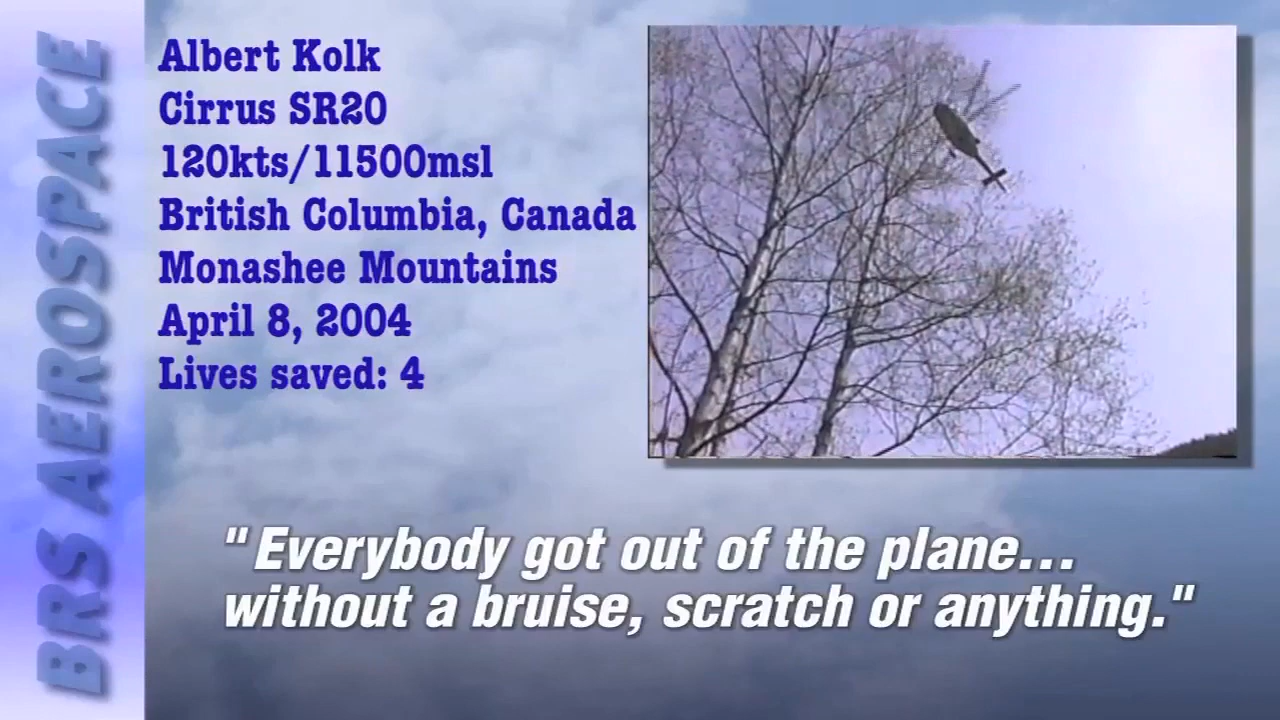 BRS AEROSPACE
Albert Kolk
Cirrus SR20
120kts/11500msl
British Columbia, Canada
Monashee Mountains
April 8, 2004
Lives saved: 4
"Everybody got out of the plane...
without a bruise, scratch or anything."